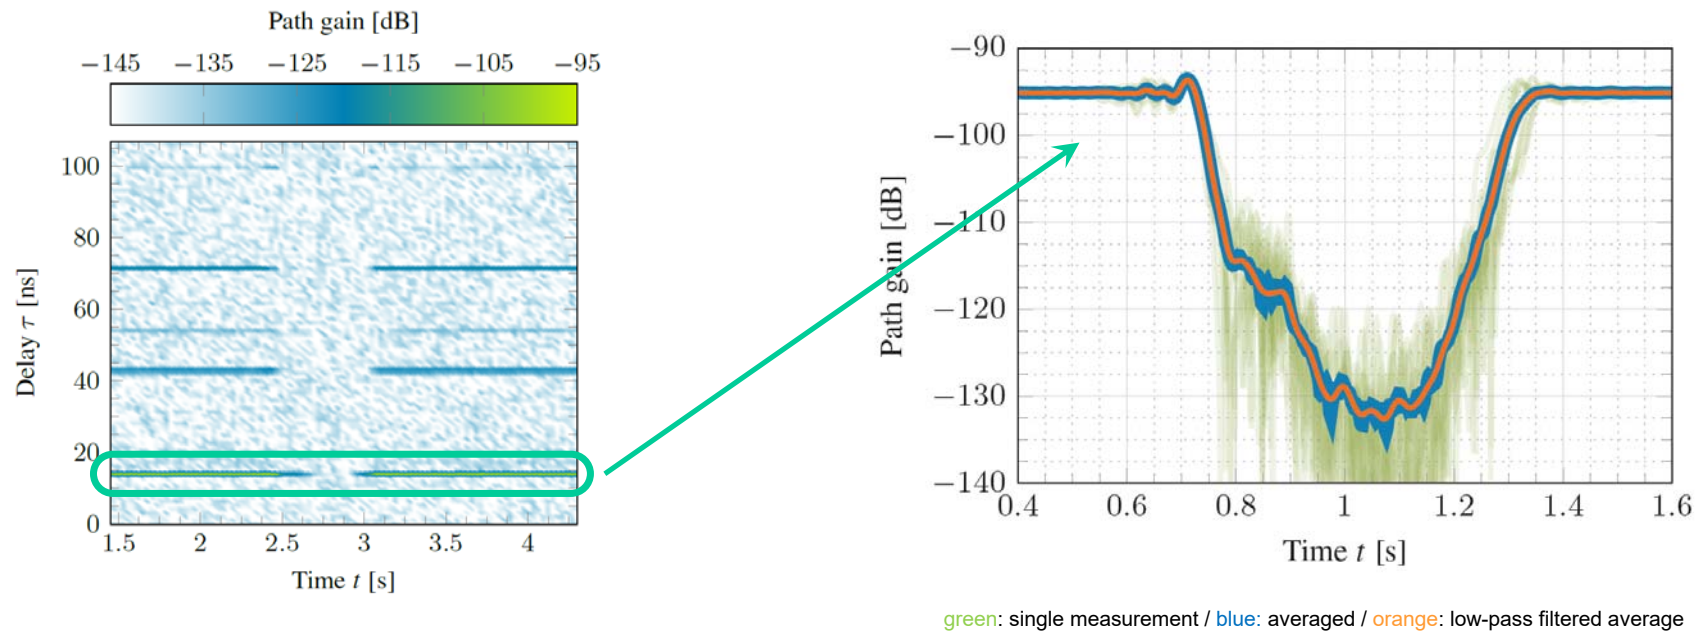 Path gain [dB]
−145 −135 −125 −115 −105 −95
100
80
60
40
20
0
Delay τ [ns]
1.5 2 2.5 3 3.5 4
Time t [s]
−90
−100
−110
−120
−130
−140
Path gain [dB]
0.4 0.6 0.8 1 1.2 1.4 1.6
Time t [s]
green: single measurement / blue: averaged / orange: low-pass filtered average